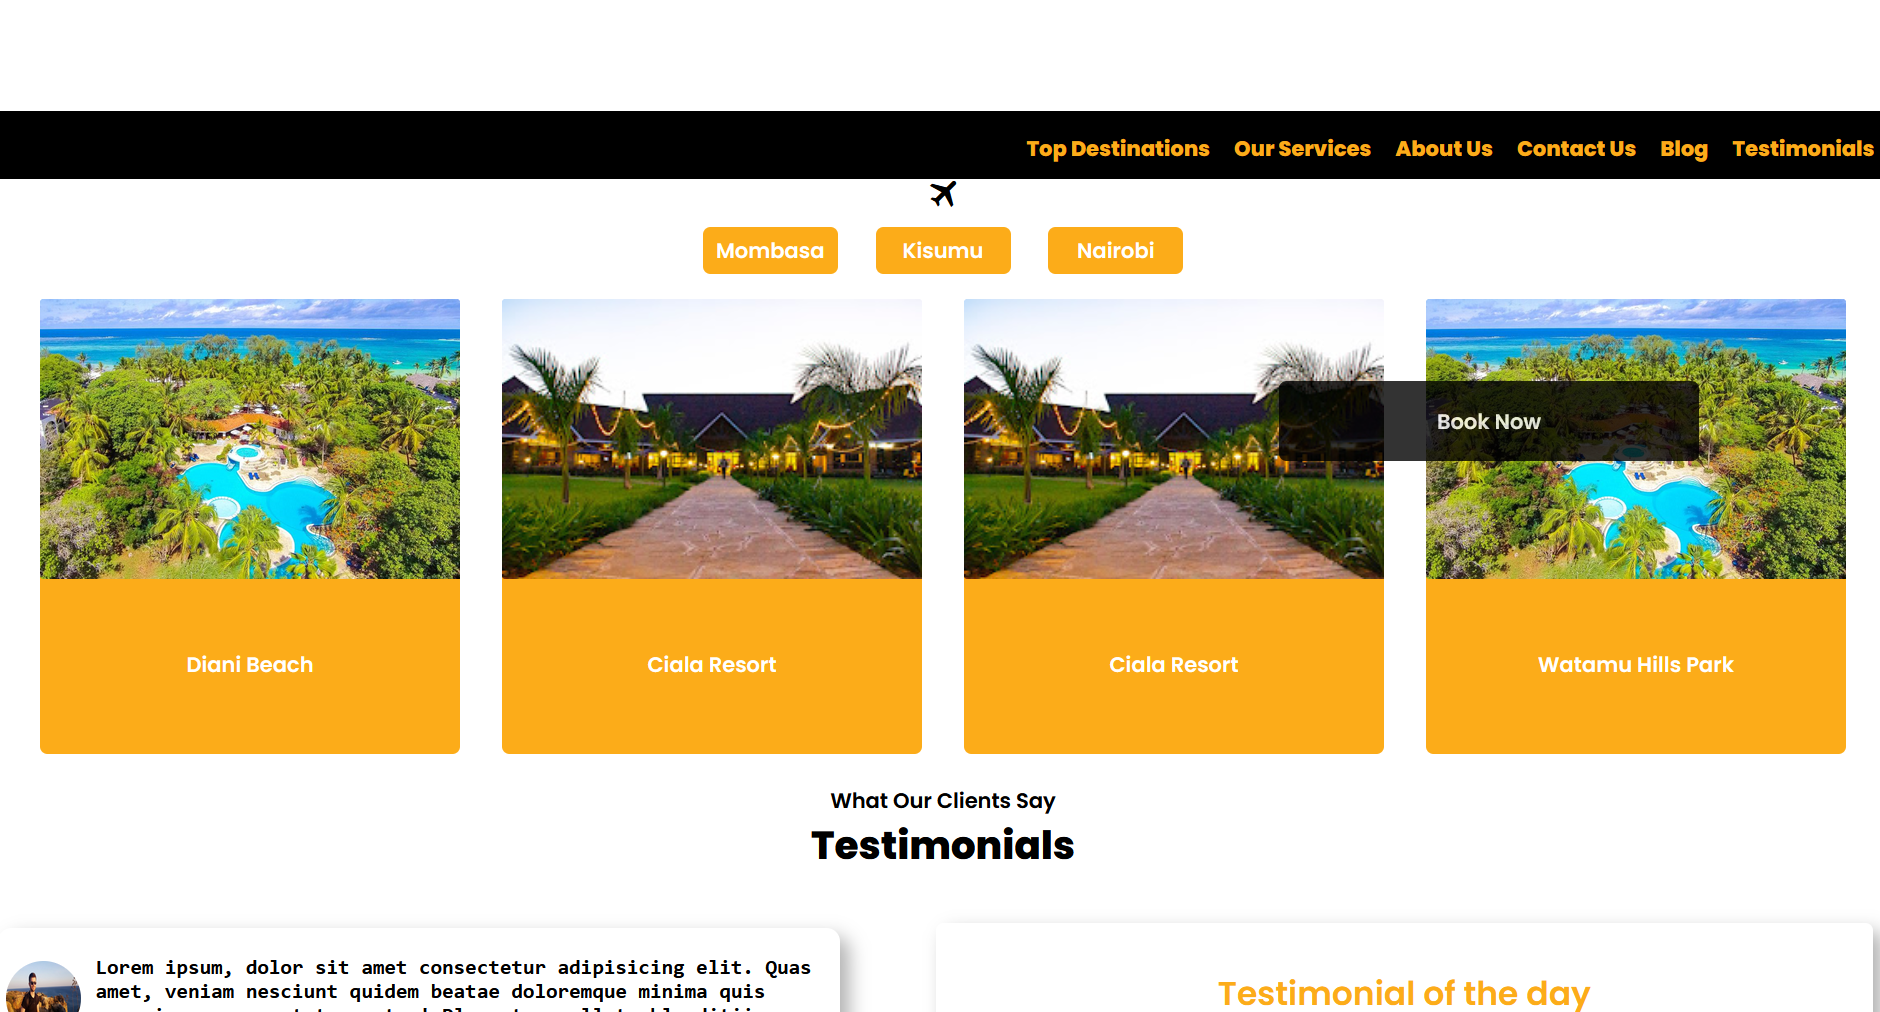 Top Destinations Our Services About Us Contact Us Blog Testimonials
Mombasa Kisumu Nairobi
Book Now
Diani Beach Ciala Resort Ciala Resort Watamu Hills Park
What Our Clients Say
Testimonials
Lorem ipsum, dolor sit amet consectetur adipisicing elit. Quas
amet, veniam nesciunt quidem beatae doloremque minima quis
Testimonial of the day